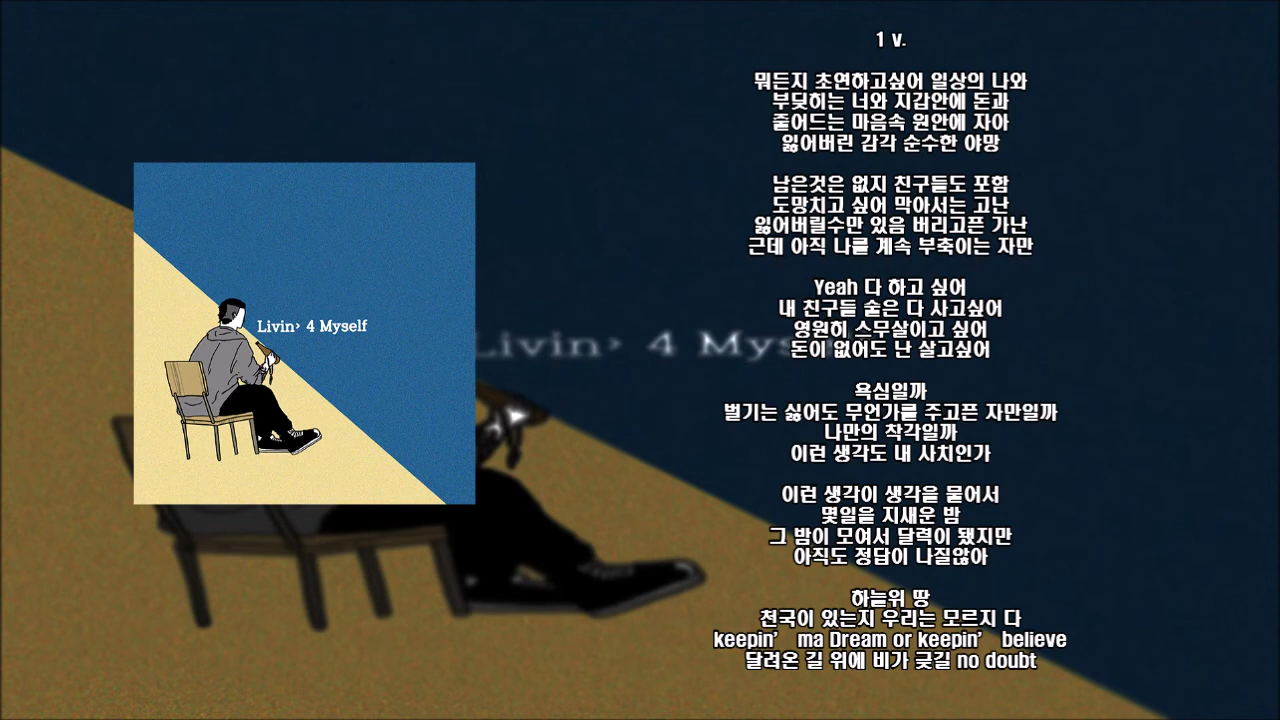 Livin' 4 Myself
1 v.
뭐든지 초연하고싶어 일상의 나와
부딪히는 너와 지갑안에 돈과
줄어드는 마음속 원안에 자아
잃어버린 감각 순수한 야망
남은것은 없지 친구들도 포함
도망치고 싶어 막아서는 고난
잃어버릴수만 있음 버리고픈 가난
근데 아직 나를 계속 부축이는 자만
Yeah 다 하고 싶어
내 친구들 술은 다 사고싶어
영원히 스무살이고 싶어
돈이 없어도 난 살고싶어
욕심일까
벌기는 싫어도 무언가를 주고픈 자만일까
나만의 착각일까
이런 생각도 내 사치인가
이런 생각이 생각을 물어서
몇일을 지새운 밤
그 밤이 모여서 달력이 됐지만
아직도 정답이 나질않아
하늘위 땅
천국이 있는지 우리는 모르지 다
keepin' ma Dream or keepin' believe
달려온 길 위에 비가 긋길 no doubt
Livin' 4 Mys